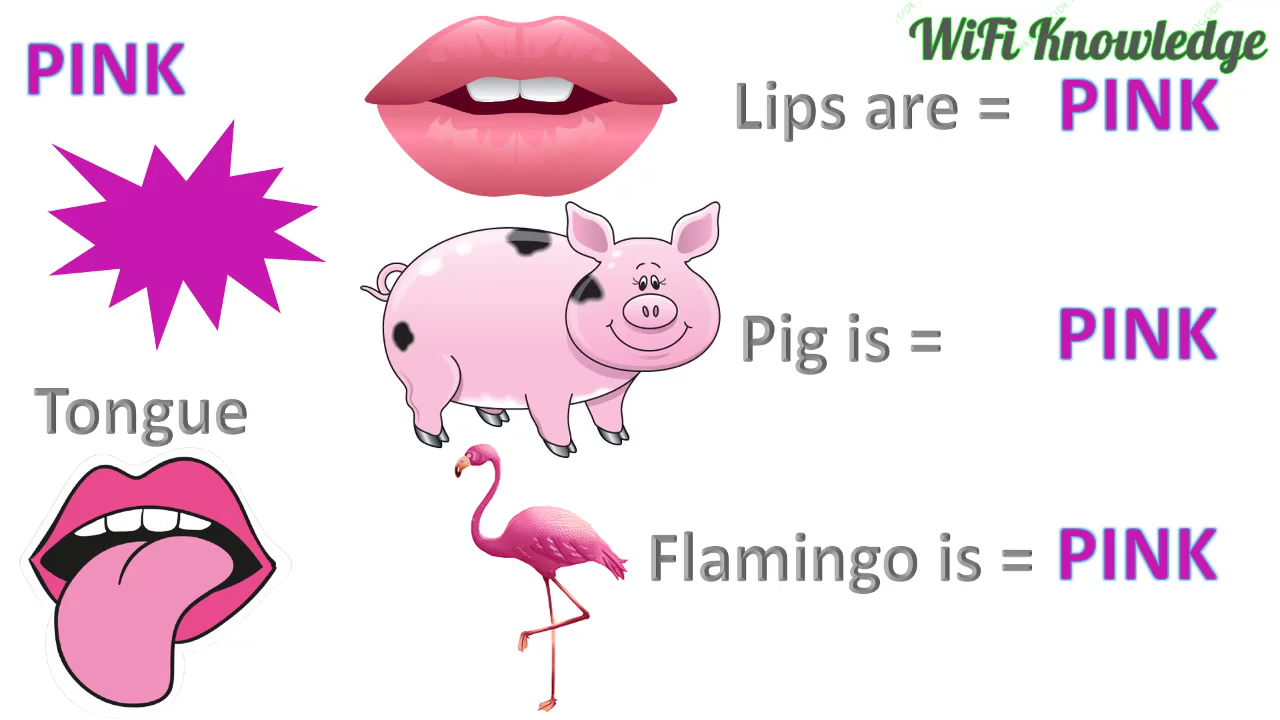 PINK
WiFi Knowledge
Lips are = PINK
Pig is = PINK
Tongue
Flamingo is = PINK